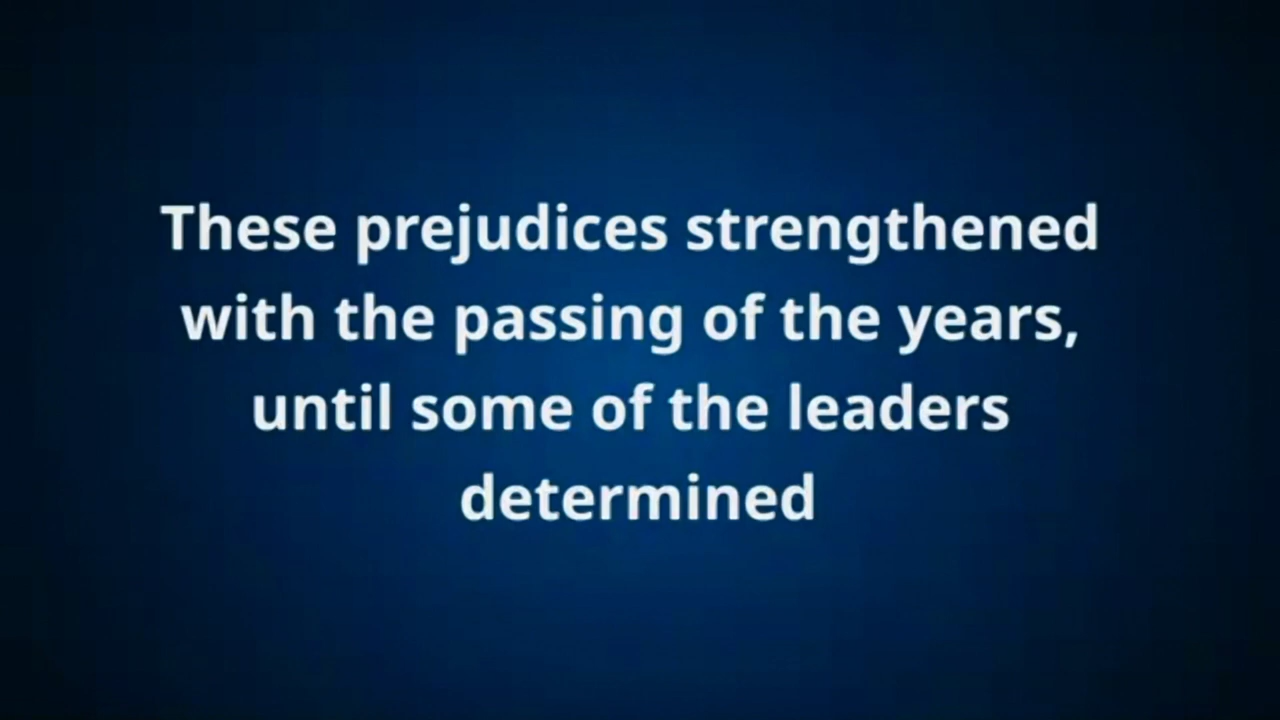 These prejudices strengthened
with the passing of the years,
until some of the leaders
determined